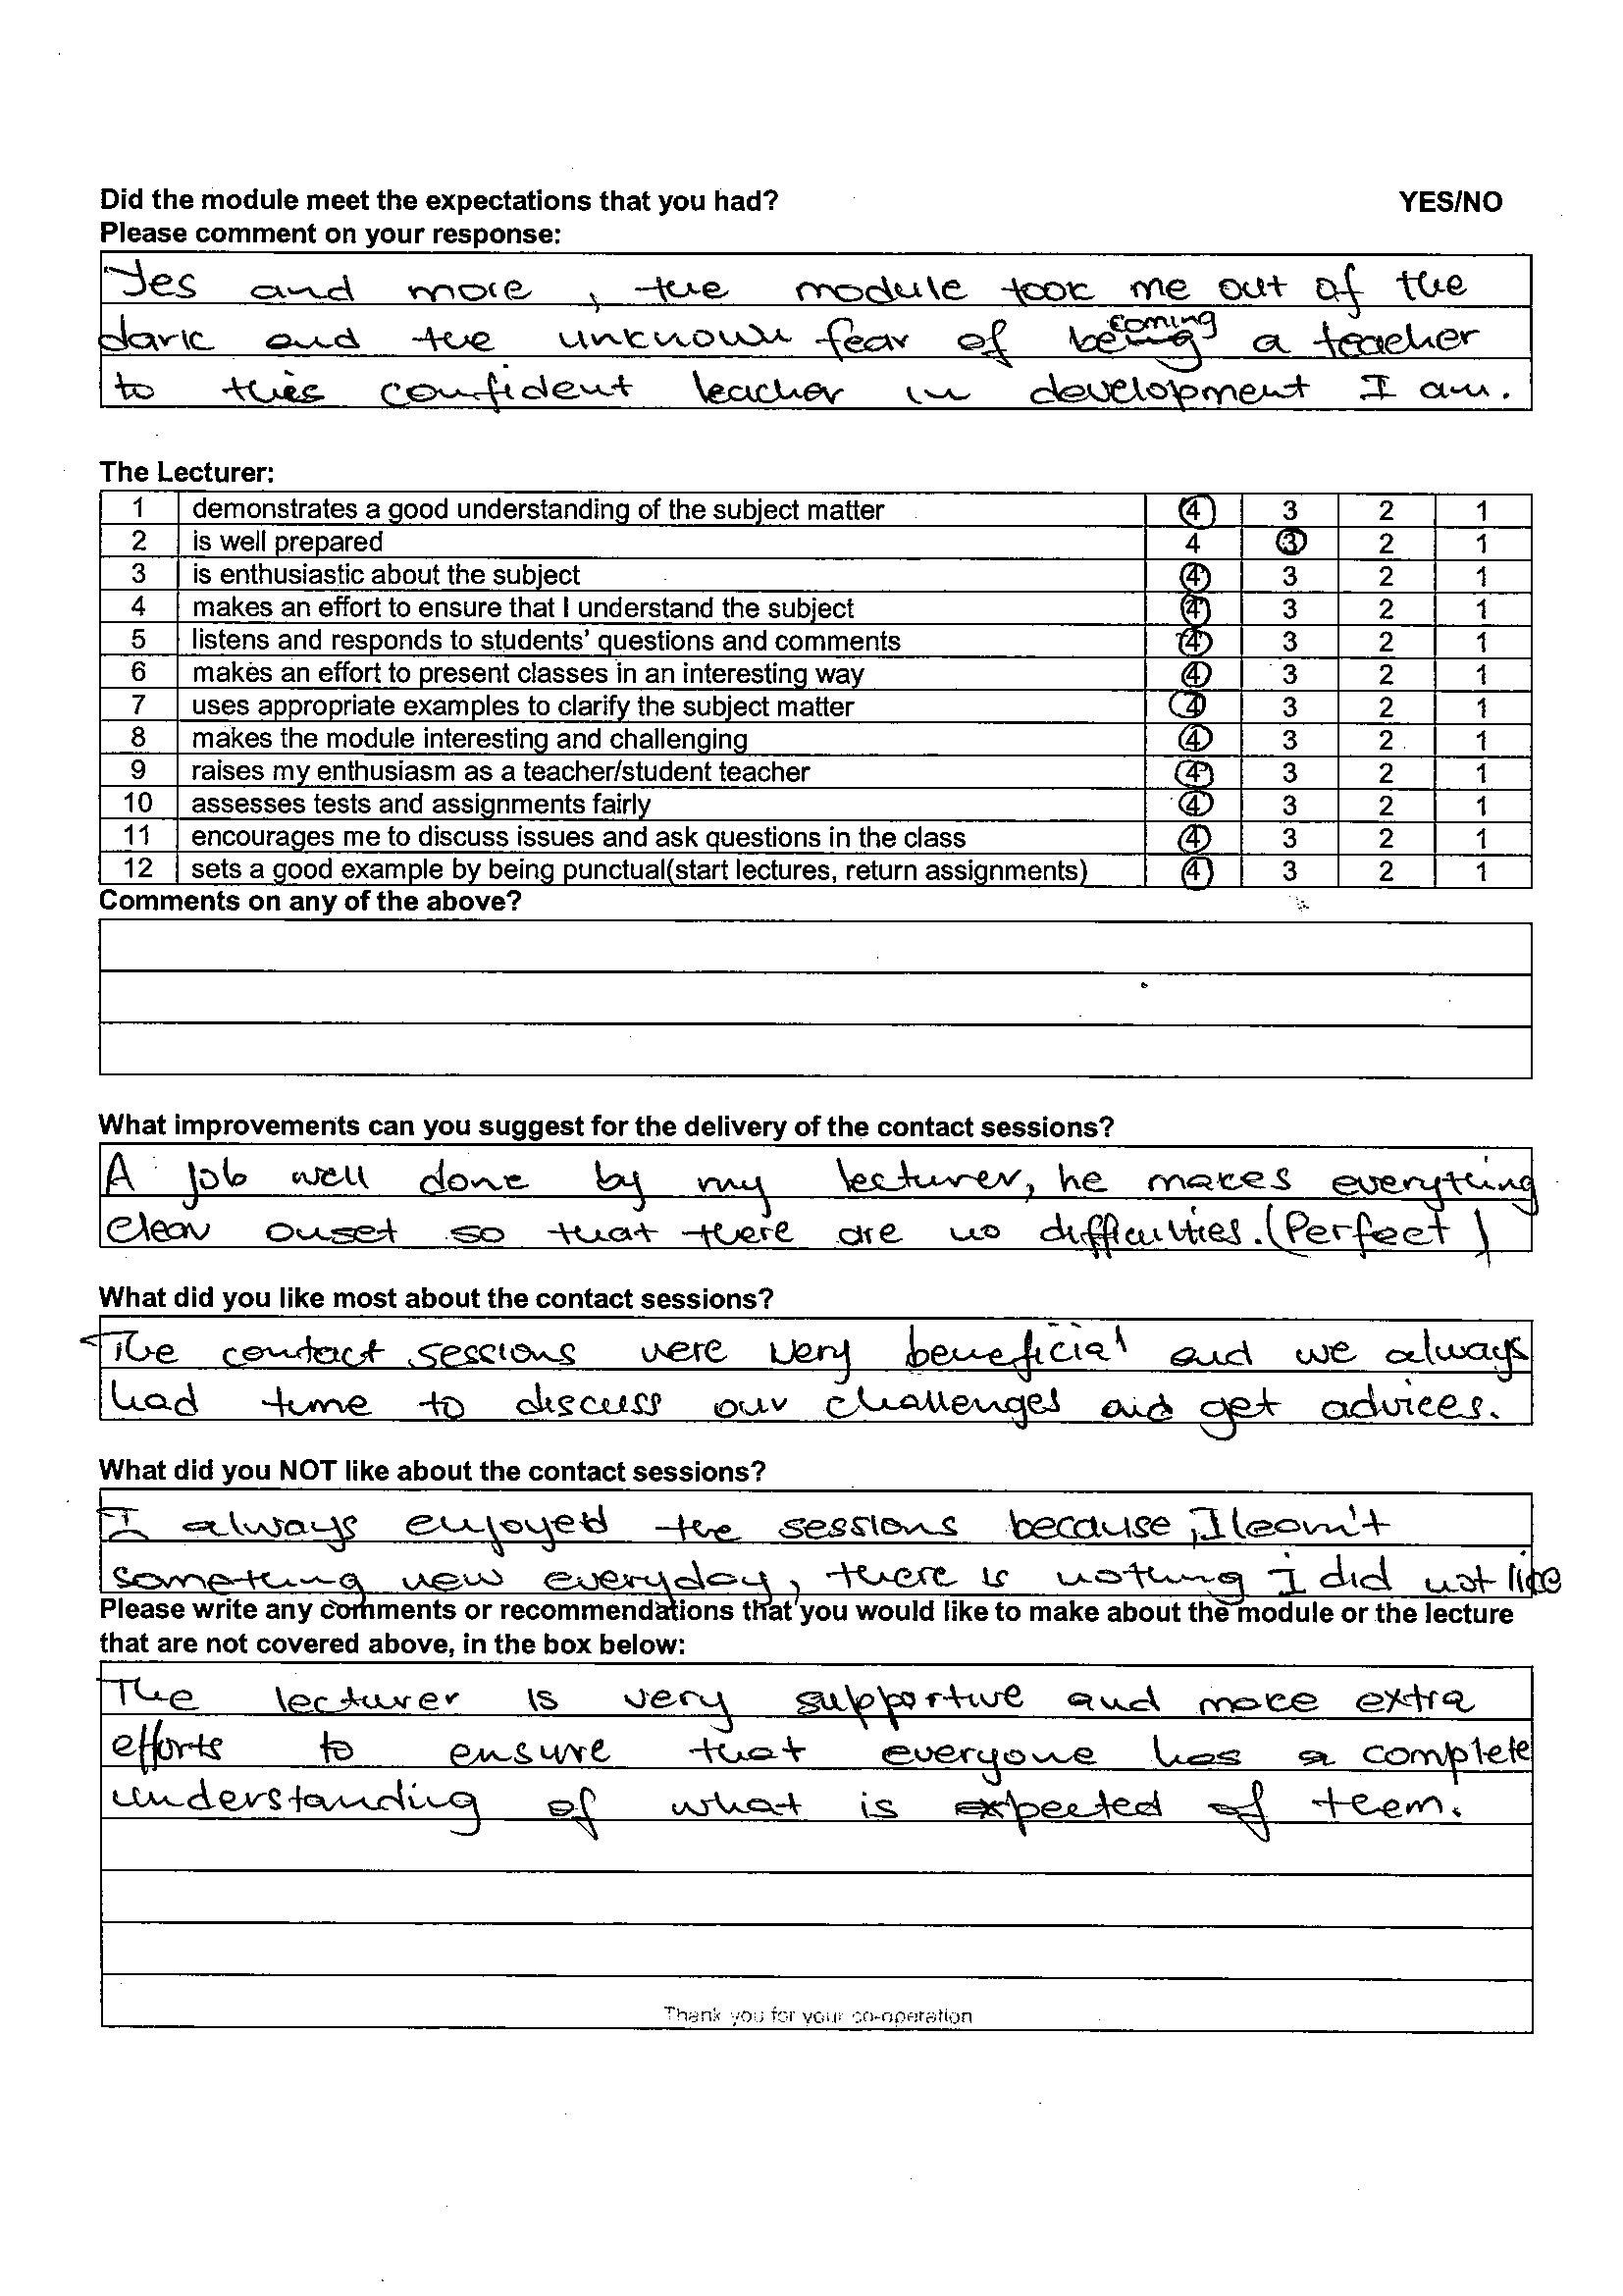 Did the module meet the expectations that you had? YES/NO
Please comment on your response:
Yes and more, the module took me out of the
dark and the unknown fear of becoming a teacher
to this confident teacher in development I am.
The Lecturer:
1 demonstrates a good understanding of the subject matter 4 3 2 1
2 is well prepared 4 3 2 1
3 is enthusiastic about the subject 4 3 2 1
4 makes an effort to ensure that I understand the subject 4 3 2 1
5 listens and responds to students' questions and comments 4 3 2 1
6 makes an effort to present classes in an interesting way 4 3 2 1
7 uses appropriate examples to clarify the subject matter 4 3 2 1
8 makes the module interesting and challenging 4 3 2 1
9 raises my enthusiasm as a teacher/student teacher 4 3 2 1
10 assesses tests and assignments fairly 4 3 2 1
11 encourages me to discuss issues and ask questions in the class 4 3 2 1
12 sets a good example by being punctual(start lectures, return assignments) 4 3 2 1
Comments on any of the above?
What improvements can you suggest for the delivery of the contact sessions?
A job well done by my lecturer, he makes everything
clear onset so that there are no difficulties. (Perfect)
What did you like most about the contact sessions?
The contact sessions were very beneficial and we always
had time to discuss our challenges and get advices.
What did you NOT like about the contact sessions?
I always enjoyed the sessions because, I learn't
something new everyday, there is nothing I did not like
Please write any comments or recommendations that you would like to make about the module or the lecture
that are not covered above, in the box below:
The lecturer is very supportive and make extra
efforts to ensure that everyone has a complete
understanding of what is expected of them.
Thank you for your co-operation